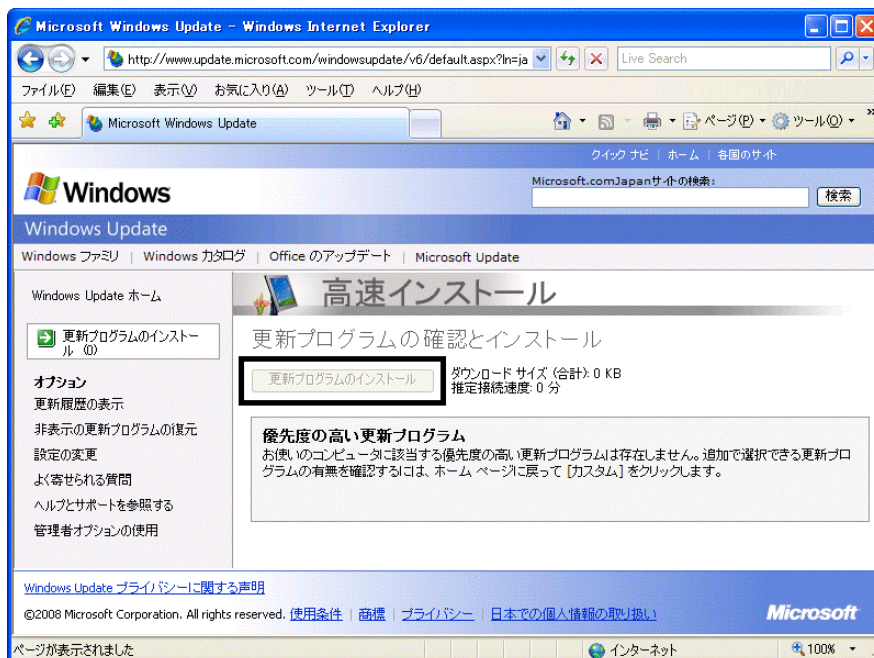 Microsoft Windows Update - Windows Internet Explorer
http://www.update.microsoft.com/windowsupdate/v6/default.aspx?ln=ja
Live Search
ファイル(F) 編集(E) 表示(V) お気に入り(A) ツール(T) ヘルプ(H)
Microsoft Windows Update
ページ(P) ツール(O) »
クイック ナビ | ホーム | 各国のサイト
Windows
Microsoft.comJapanサイトの検索:
検索
Windows Update
Windows ファミリ | Windows カタログ | Office のアップデート | Microsoft Update
Windows Update ホーム
更新プログラムのインストー
ル (0)
オプション
更新履歴の表示
非表示の更新プログラムの復元
設定の変更
よく寄せられる質問
ヘルプとサポートを参照する
管理者オプションの使用
高速インストール
更新プログラムの確認とインストール
更新プログラムのインストール
ダウンロード サイズ (合計): 0 KB
推定接続速度: 0 分
優先度の高い更新プログラム
お使いのコンピュータに該当する優先度の高い更新プログラムは存在しません。追加で選択できる更新プロ
グラムの有無を確認するには、ホーム ページに戻って [カスタム] をクリックします。
Windows Update プライバシーに関する声明
©2008 Microsoft Corporation. All rights reserved. 使用条件 | 商標 | プライバシー | 日本での個人情報の取り扱い
Microsoft
ページが表示されました
インターネット
100%